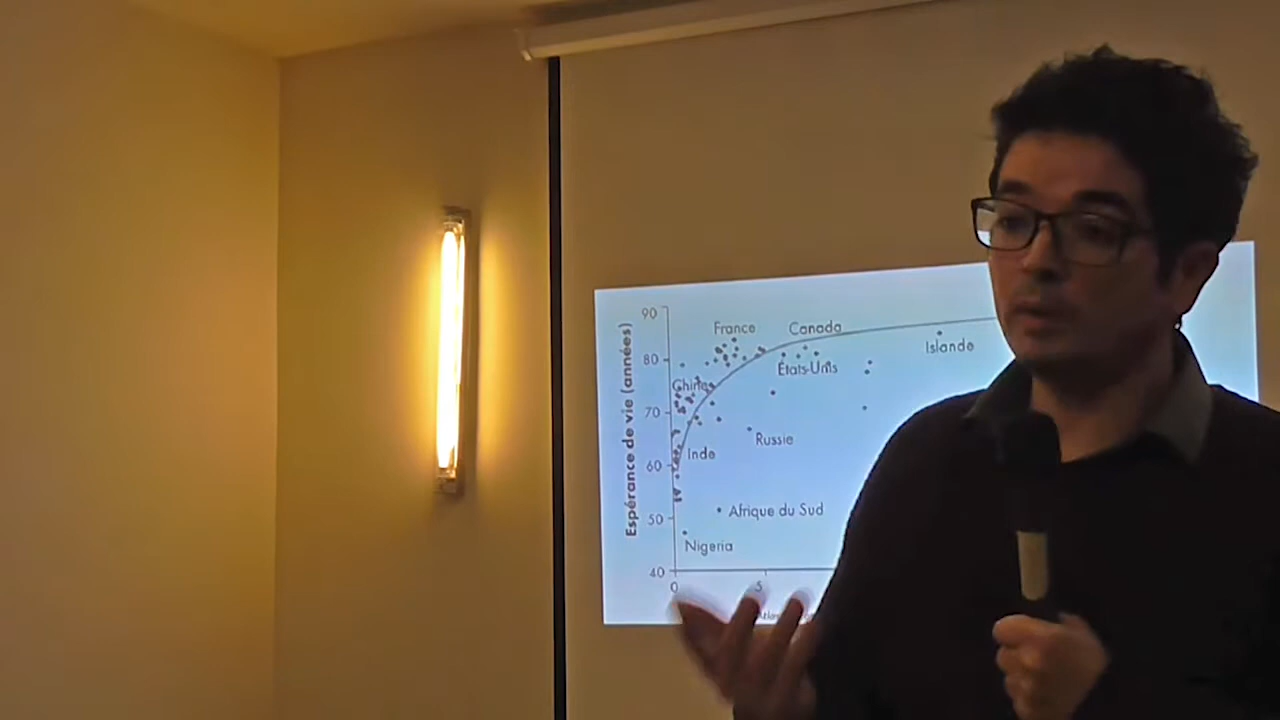 Espérance de vie (années)
90
80
70
60
50
40
France
Canada
Islande
États-Unis
Chine
Russie
Inde
Afrique du Sud
Nigeria
0
5